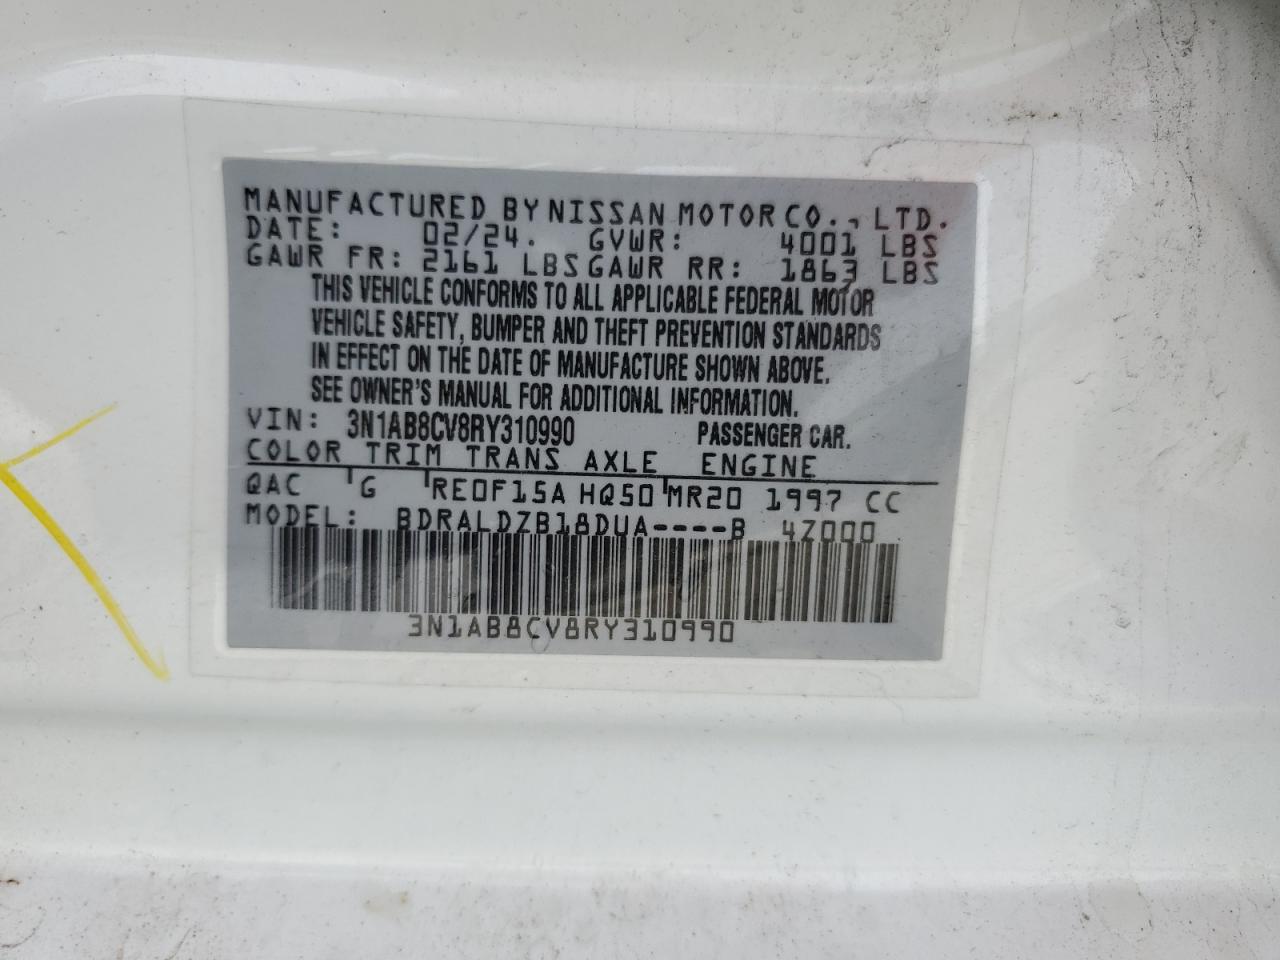 MANUFACTURED BY NISSAN MOTOR CO., LTD.
DATE: 02/24. GVWR: 4001 LBS
GAWR FR: 2161 LBS GAWR RR: 1863 LBS
THIS VEHICLE CONFORMS TO ALL APPLICABLE FEDERAL MOTOR
VEHICLE SAFETY, BUMPER AND THEFT PREVENTION STANDARDS
IN EFFECT ON THE DATE OF MANUFACTURE SHOWN ABOVE.
SEE OWNER'S MANUAL FOR ADDITIONAL INFORMATION.
VIN: 3N1AB8CV8RY310990 PASSENGER CAR.
COLOR TRIM TRANS AXLE ENGINE
QAC G RE0F15A HQ50 MR20 1997 CC
MODEL: BDRALDZB18DUA----B 4Z000
3N1AB8CV8RY310990